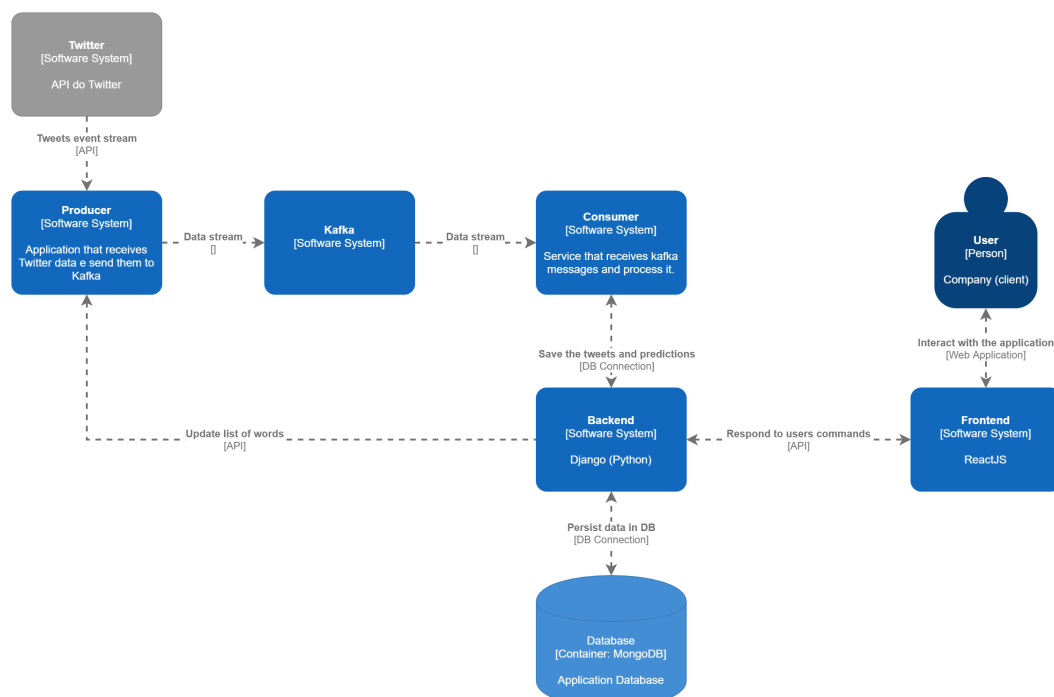 Twitter
[Software System]
API do Twitter
Tweets event stream
[API]
Producer
[Software System]
Application that receives
Twitter data e send them to
Kafka
Data stream
[]
Kafka
[Software System]
Data stream
[]
Consumer
[Software System]
Service that receives kafka
messages and process it.
User
[Person]
Company (client)
Interact with the application
[Web Application]
Save the tweets and predictions
[DB Connection]
Update list of words
[API]
Backend
[Software System]
Django (Python)
Respond to users commands
[API]
Frontend
[Software System]
ReactJS
Persist data in DB
[DB Connection]
Database
[Container: MongoDB]
Application Database